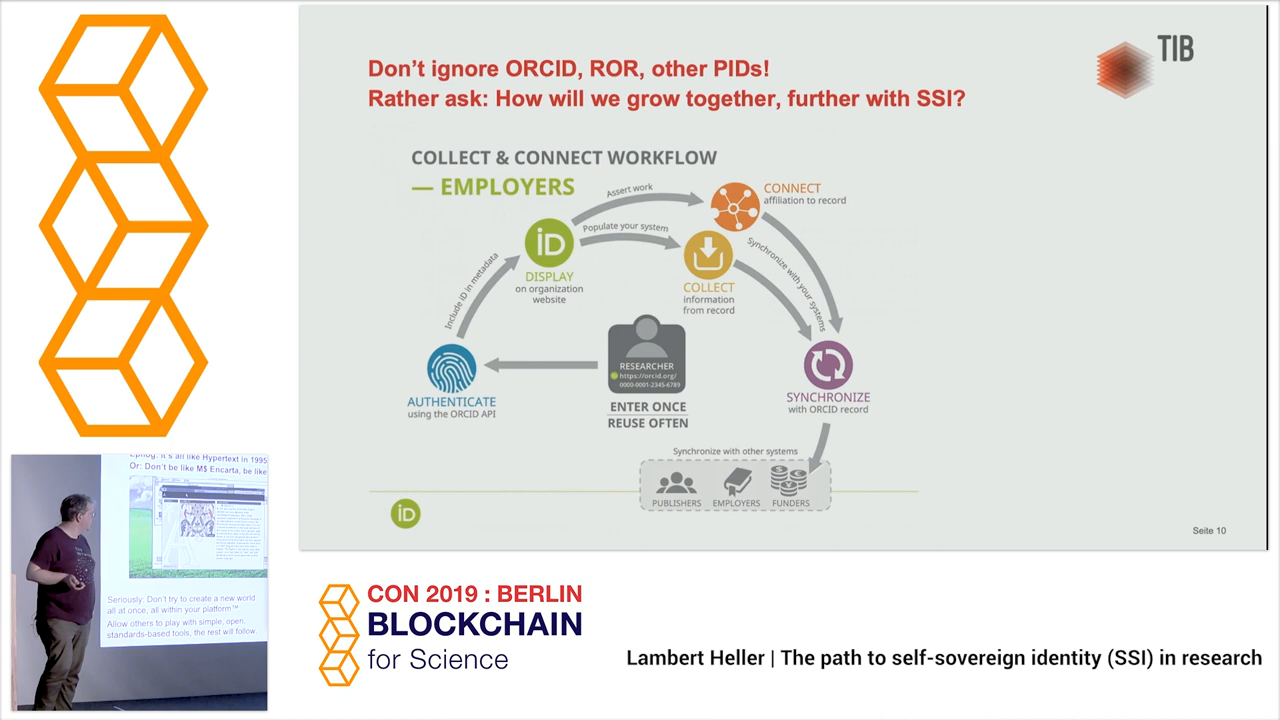 TIB
Don't ignore ORCID, ROR, other PIDs!
Rather ask: How will we grow together, further with SSI?
COLLECT & CONNECT WORKFLOW
— EMPLOYERS
Assert work
CONNECT
affiliation to record
Populate your system
iD
DISPLAY
on organization
website
Include iD in metadata
COLLECT
information
from record
Synchronize with your systems
RESEARCHER
https://orcid.org/
0000-0001-2345-6789
AUTHENTICATE
using the ORCID API
ENTER ONCE
REUSE OFTEN
SYNCHRONIZE
with ORCID record
Synchronize with other systems
PUBLISHERS
EMPLOYERS
FUNDERS
iD
Seite 10
Epilog: It's all like Hypertext in 1995
Or: Don't be like M$ Encarta, be like
Seriously: Don't try to create a new world
all at once, all within your platform™
Allow others to play with simple, open,
standards-based tools, the rest will follow.
CON 2019 : BERLIN
BLOCKCHAIN
for Science
Lambert Heller | The path to self-sovereign identity (SSI) in research